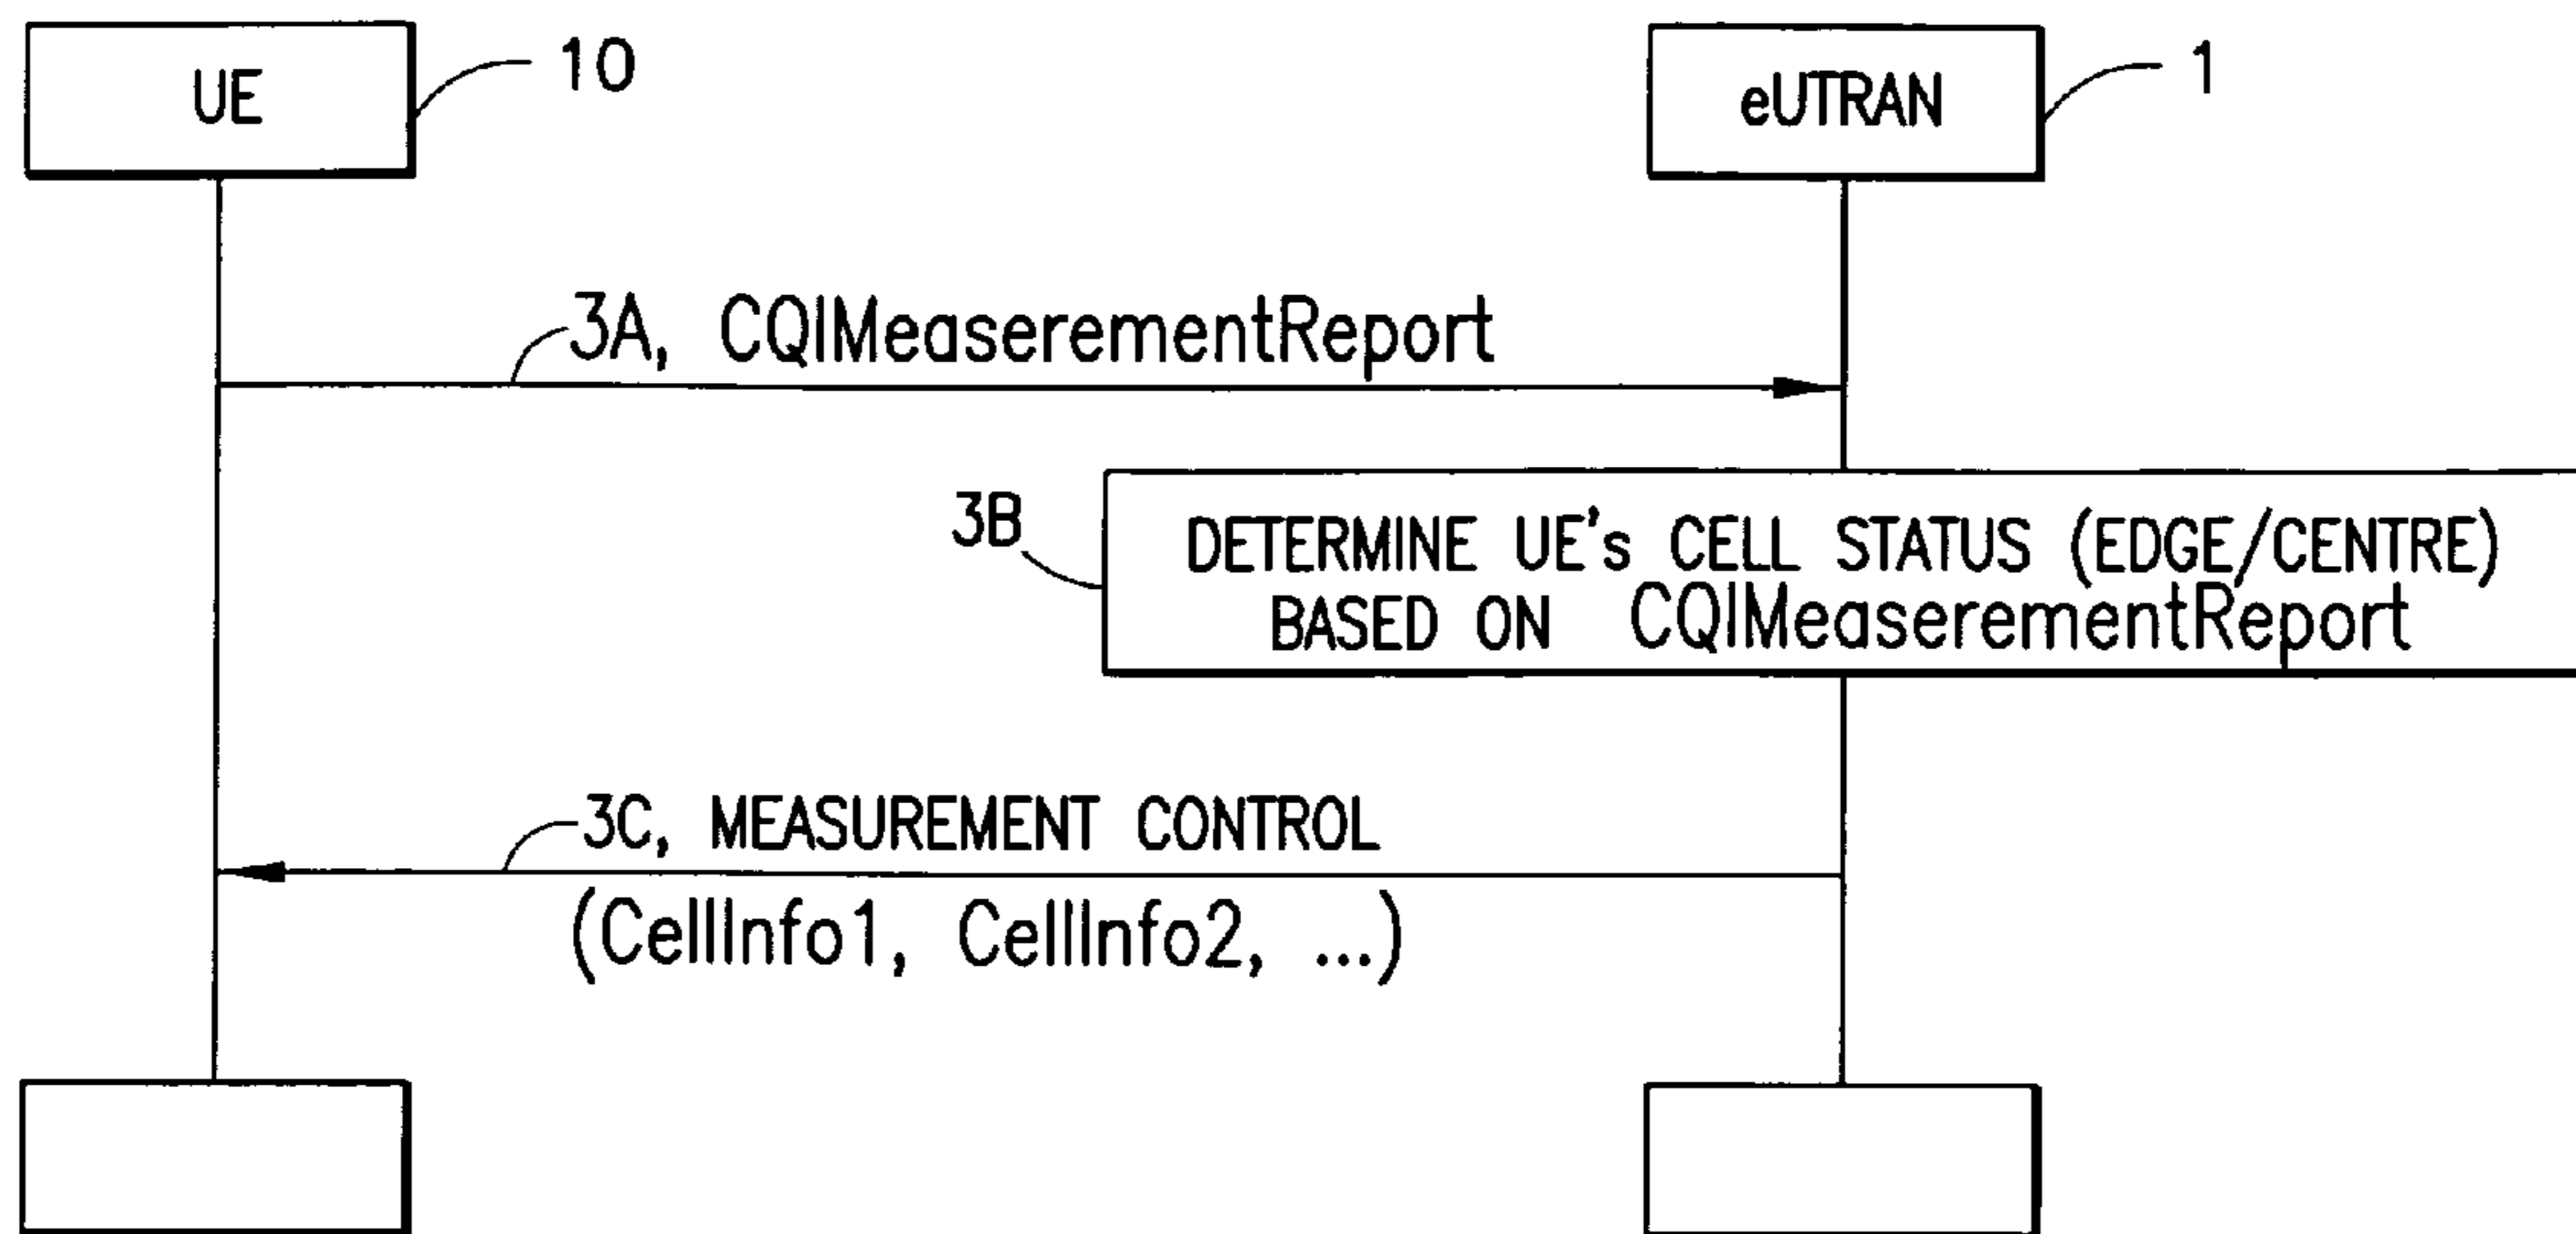 UE
10
eUTRAN
1
3A, CQIMeaserementReport
3B
DETERMINE UE's CELL STATUS (EDGE/CENTRE)
BASED ON CQIMeaserementReport
3C, MEASUREMENT CONTROL
(CellInfo1, CellInfo2, ...)